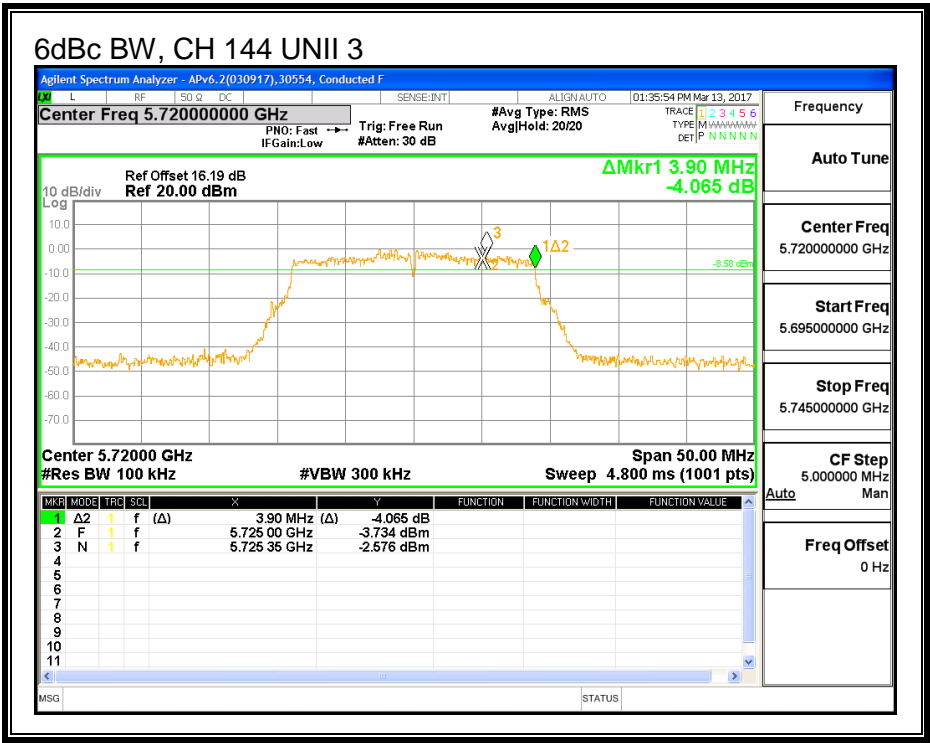 6dBc BW, CH 144 UNII 3
Agilent Spectrum Analyzer - APv6.2(030917),30554, Conducted F
LXI L RF 50 Ω DC SENSE:INT ALIGN AUTO 01:35:54 PM Mar 13, 2017
Center Freq 5.720000000 GHz
PNO: Fast
IFGain:Low
Trig: Free Run
#Atten: 30 dB
#Avg Type: RMS
Avg|Hold: 20/20
TRACE 1 2 3 4 5 6
TYPE M W W W W W
DET P N N N N N
ΔMkr1 3.90 MHz
-4.065 dB
Ref Offset 16.19 dB
10 dB/div Ref 20.00 dBm
Log
10.0
0.00
-10.0
-20.0
-30.0
-40.0
-50.0
-60.0
-70.0
3
1Δ2
2
-8.58 dBm
Center 5.72000 GHz Span 50.00 MHz
#Res BW 100 kHz #VBW 300 kHz Sweep 4.800 ms (1001 pts)
MKR MODE TRC SCL X Y FUNCTION FUNCTION WIDTH FUNCTION VALUE
1 Δ2 1 f (Δ) 3.90 MHz (Δ) -4.065 dB
2 F 1 f 5.725 00 GHz -3.734 dBm
3 N 1 f 5.725 35 GHz -2.576 dBm
4
5
6
7
8
9
10
11
MSG STATUS
Frequency
Auto Tune
Center Freq
5.720000000 GHz
Start Freq
5.695000000 GHz
Stop Freq
5.745000000 GHz
CF Step
5.000000 MHz
Auto Man
Freq Offset
0 Hz